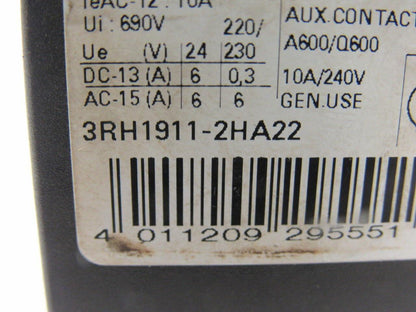 IeAC-12 : 10A
Ui : 690V 220/
Ue (V) 24 230
DC-13 (A) 6 0,3
AC-15 (A) 6 6
AUX.CONTACT
A600/Q600
10A/240V
GEN.USE
3RH1911-2HA22
4 011209 295551